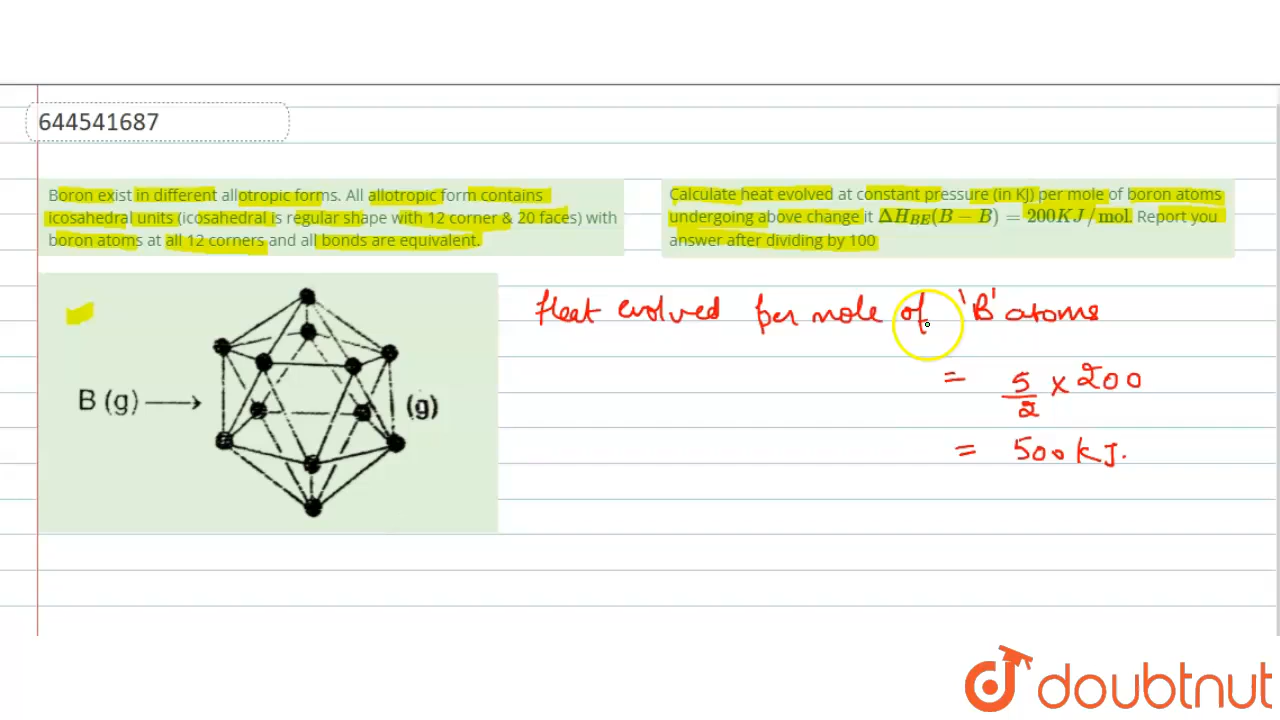 644541687
Boron exist in different allotropic forms. All allotropic form contains
icosahedral units (icosahedral is regular shape with 12 corner & 20 faces) with
boron atoms at all 12 corners and all bonds are equivalent.
Calculate heat evolved at constant pressure (in KJ) per mole of boron atoms
undergoing above change it ΔH_BE(B − B) = 200KJ/mol. Report you
answer after dividing by 100
B (g) ⟶ (g)
Heat evolved per mole of 'B' atoms
= 5/2 × 200
= 500 kJ.
doubtnut